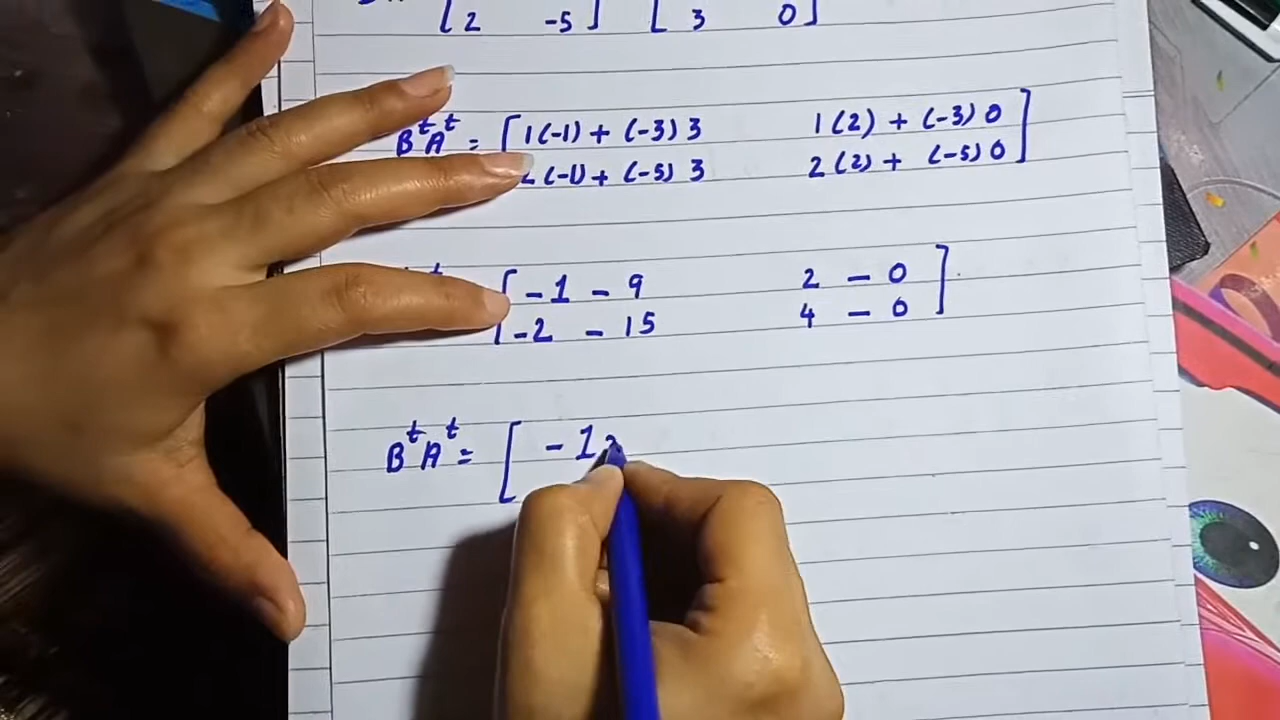 [ 2 -5 ] [ 3 0 ]
BᵗAᵗ = [ 1(-1) + (-3) 3 1(2) + (-3) 0 ]
2(-1) + (-5) 3 2(2) + (-5) 0
[ -1 - 9 2 - 0 ]
-2 - 15 4 - 0
BᵗAᵗ = [ -1